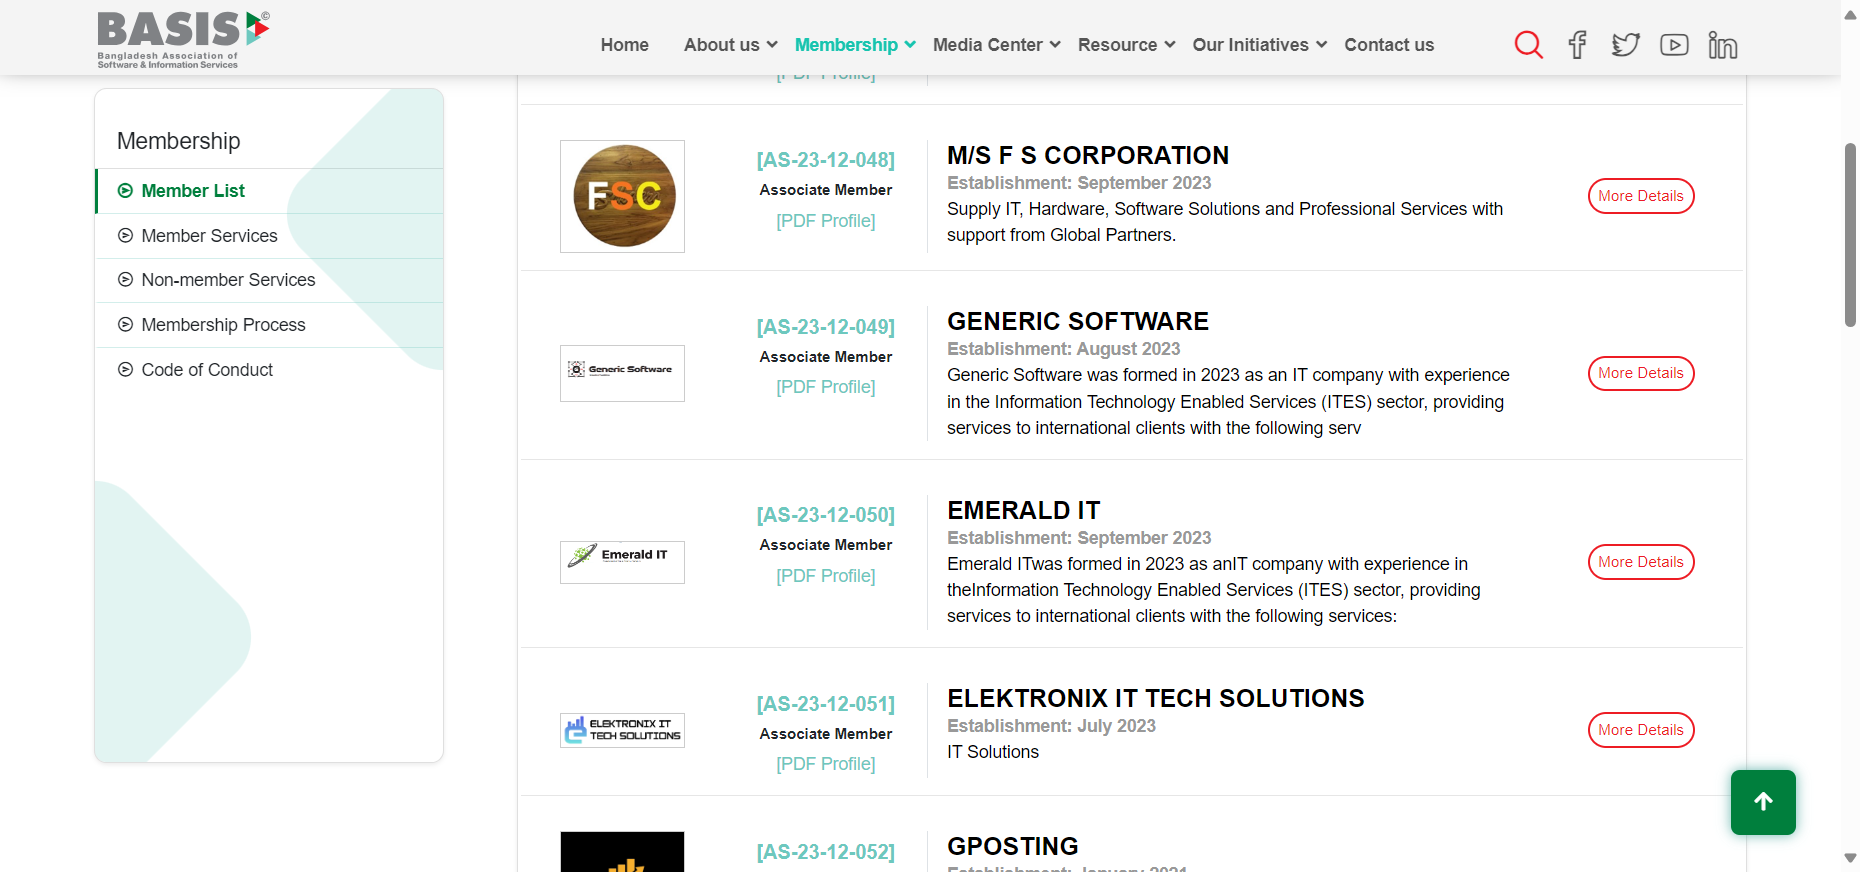 BASIS
Bangladesh Association of
Software & Information Services
Home About us Membership Media Center Resource Our Initiatives Contact us
Membership
Member List
Member Services
Non-member Services
Membership Process
Code of Conduct
[PDF Profile]
FSC
[AS-23-12-048]
Associate Member
[PDF Profile]
M/S F S CORPORATION
Establishment: September 2023
Supply IT, Hardware, Software Solutions and Professional Services with
support from Global Partners.
More Details
Generic Software
[AS-23-12-049]
Associate Member
[PDF Profile]
GENERIC SOFTWARE
Establishment: August 2023
Generic Software was formed in 2023 as an IT company with experience
in the Information Technology Enabled Services (ITES) sector, providing
services to international clients with the following serv
More Details
Emerald IT
[AS-23-12-050]
Associate Member
[PDF Profile]
EMERALD IT
Establishment: September 2023
Emerald ITwas formed in 2023 as anIT company with experience in
theInformation Technology Enabled Services (ITES) sector, providing
services to international clients with the following services:
More Details
ELEKTRONIX IT
TECH SOLUTIONS
[AS-23-12-051]
Associate Member
[PDF Profile]
ELEKTRONIX IT TECH SOLUTIONS
Establishment: July 2023
IT Solutions
More Details
[AS-23-12-052]
GPOSTING
Establishment: January 2021